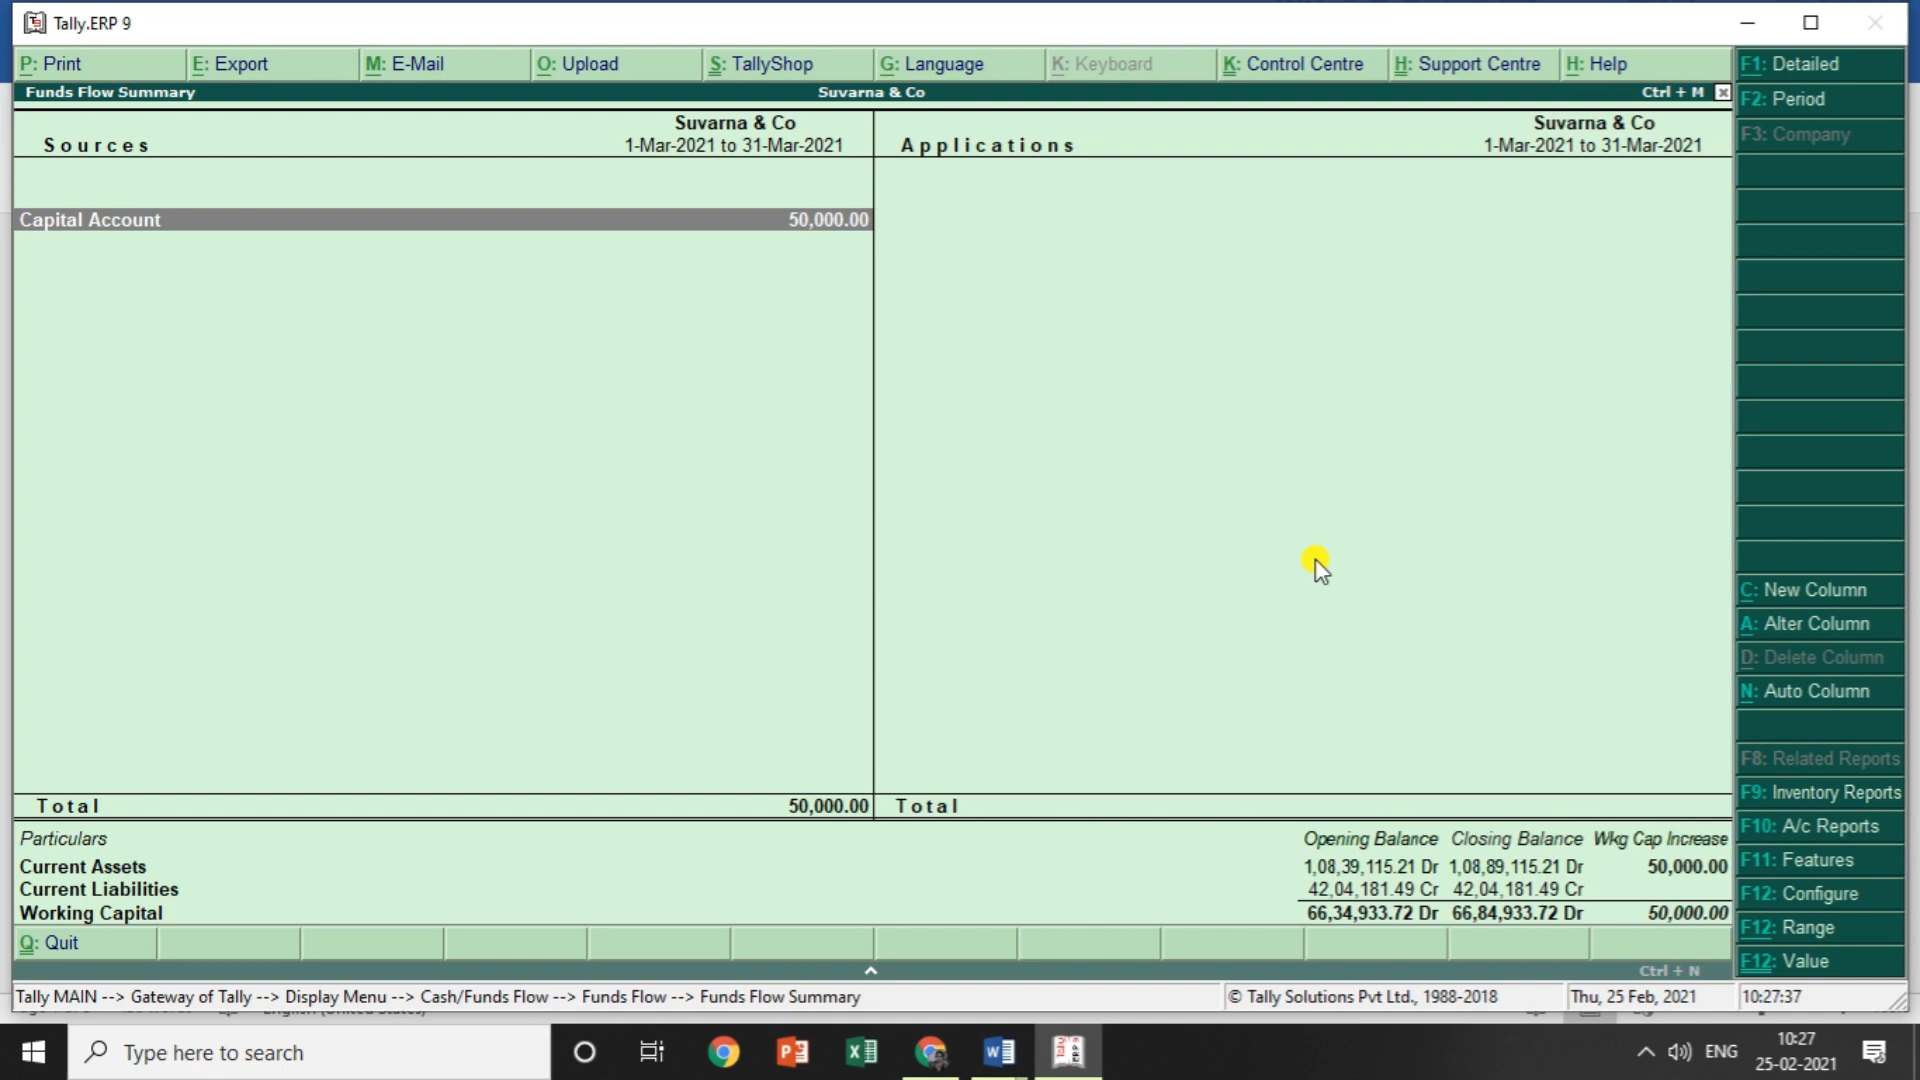 Tally.ERP 9
P: Print E: Export M: E-Mail O: Upload S: TallyShop G: Language K: Keyboard K: Control Centre H: Support Centre H: Help
Funds Flow Summary Suvarna & Co Ctrl + M
Suvarna & Co Suvarna & Co
Sources 1-Mar-2021 to 31-Mar-2021 Applications 1-Mar-2021 to 31-Mar-2021
Capital Account 50,000.00
Total 50,000.00 Total
Particulars Opening Balance Closing Balance Wkg Cap Increase
Current Assets 1,08,39,115.21 Dr 1,08,89,115.21 Dr 50,000.00
Current Liabilities 42,04,181.49 Cr 42,04,181.49 Cr
Working Capital 66,34,933.72 Dr 66,84,933.72 Dr 50,000.00
Q: Quit
Ctrl + N
F1: Detailed
F2: Period
F3: Company
C: New Column
A: Alter Column
D: Delete Column
N: Auto Column
F8: Related Reports
F9: Inventory Reports
F10: A/c Reports
F11: Features
F12: Configure
F12: Range
F12: Value
Tally MAIN --> Gateway of Tally --> Display Menu --> Cash/Funds Flow --> Funds Flow --> Funds Flow Summary © Tally Solutions Pvt Ltd., 1988-2018 Thu, 25 Feb, 2021 10:27:37
Type here to search
ENG
10:27
25-02-2021